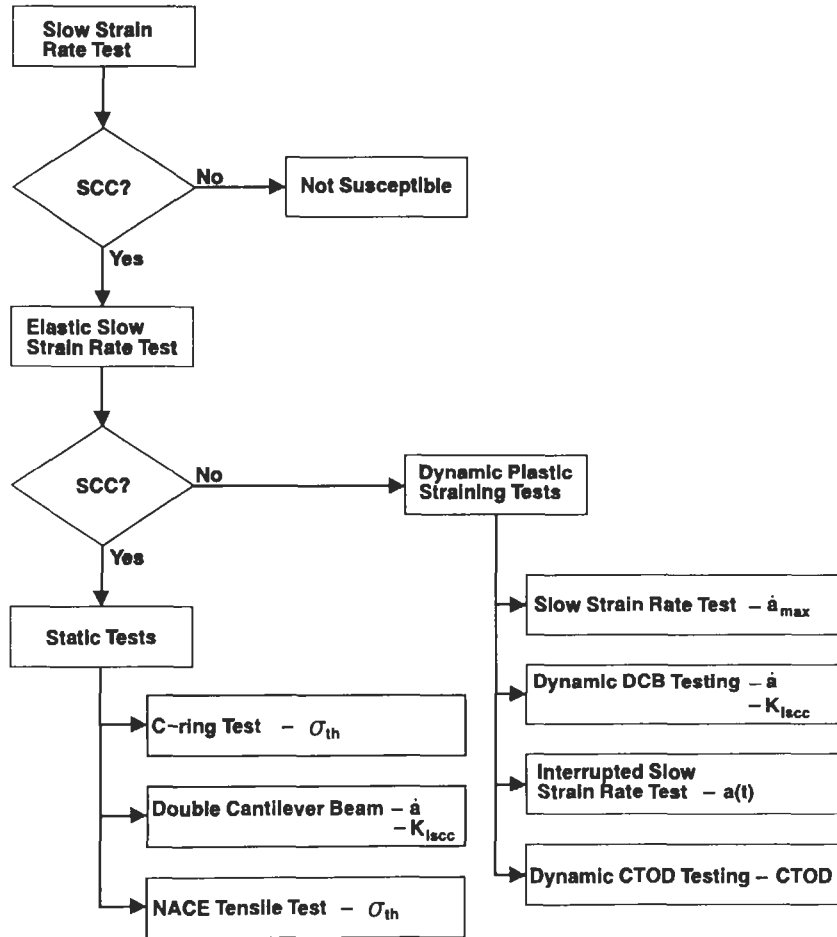 Slow Strain
Rate Test
SCC?
No
Not Susceptible
Yes
Elastic Slow
Strain Rate Test
SCC?
No
Dynamic Plastic
Straining Tests
Yes
Static Tests
Slow Strain Rate Test – ȧmax
Dynamic DCB Testing – ȧ
– KIscc
Interrupted Slow
Strain Rate Test – a(t)
Dynamic CTOD Testing – CTOD
C-ring Test – σth
Double Cantilever Beam – ȧ
– KIscc
NACE Tensile Test – σth